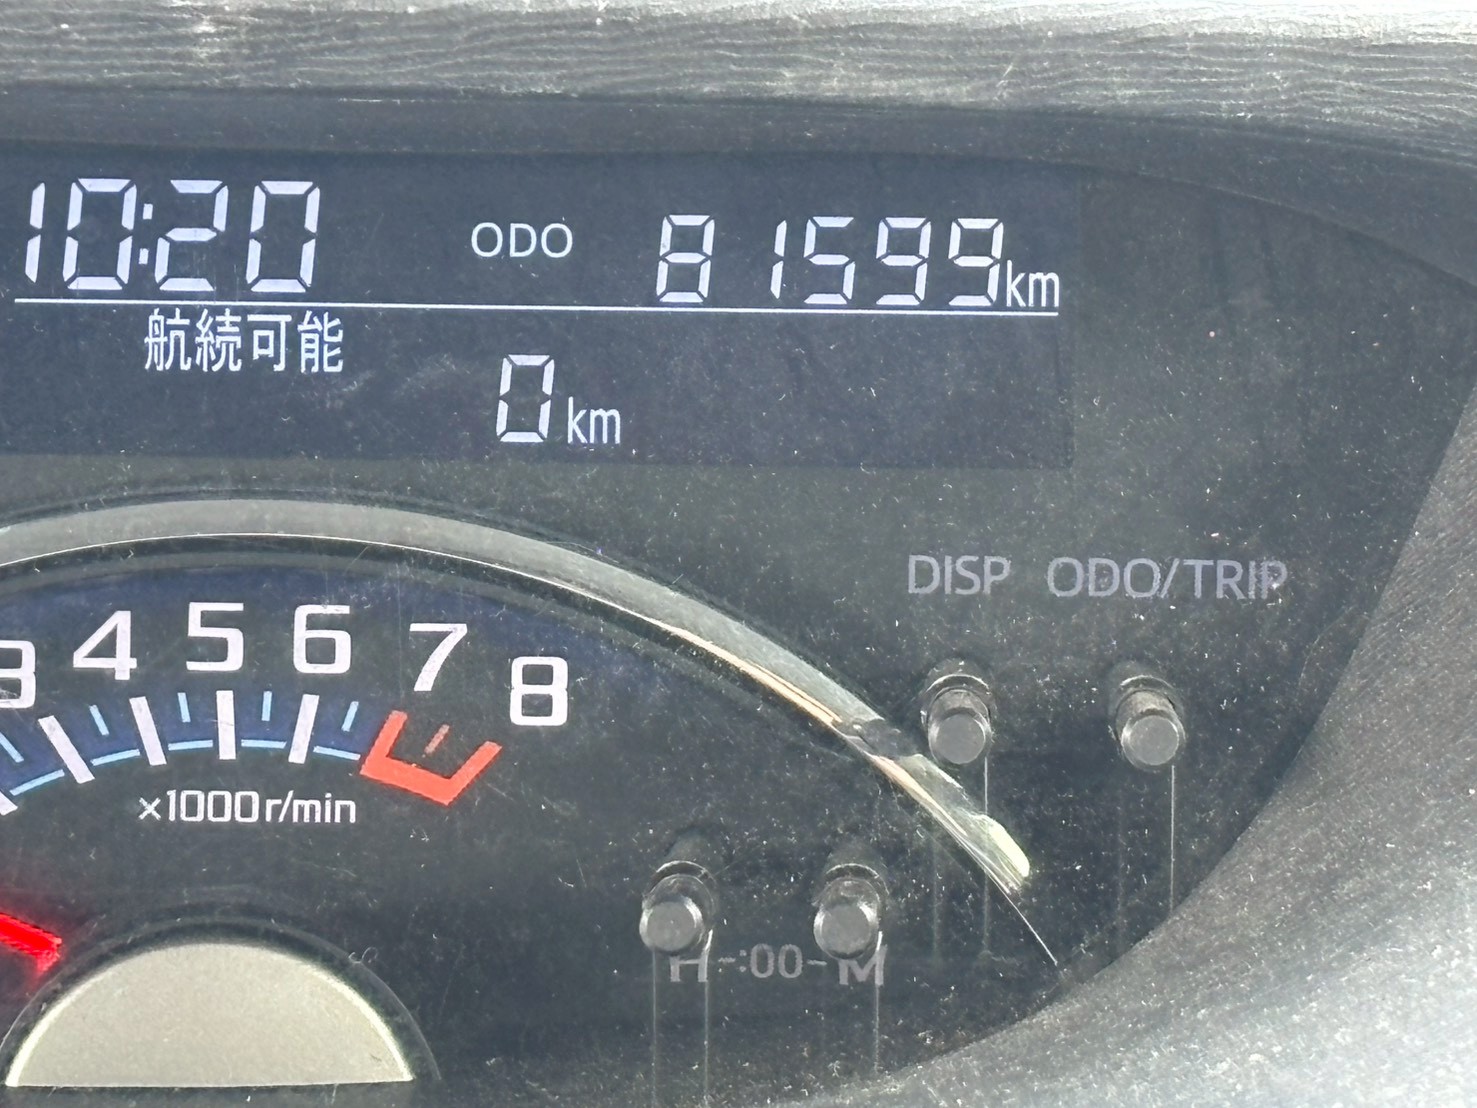 10:20 ODO 81599km
航続可能
0km
DISP ODO/TRIP
3 4 5 6 7 8
×1000r/min
H-:00-M